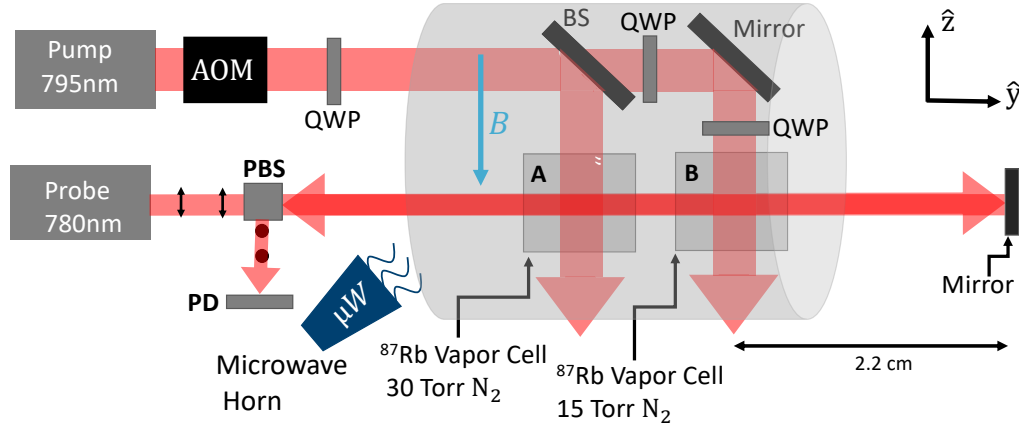 Pump
795nm
AOM
QWP
B
BS
QWP
Mirror
QWP
ẑ
ŷ
Probe
780nm
PBS
A
B
PD
μW
Microwave
Horn
⁸⁷Rb Vapor Cell
30 Torr N₂
⁸⁷Rb Vapor Cell
15 Torr N₂
Mirror
2.2 cm